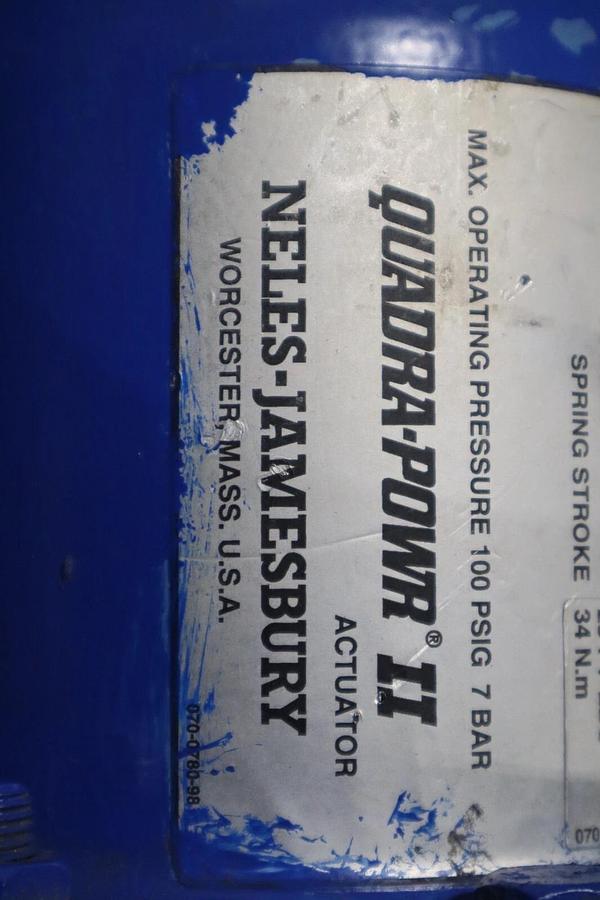 SPRING STROKE 34 N.m
070
MAX. OPERATING PRESSURE 100 PSIG 7 BAR
QUADRA-POWR® II
ACTUATOR
NELES-JAMESBURY
WORCESTER, MASS. U.S.A.
070-0780-98